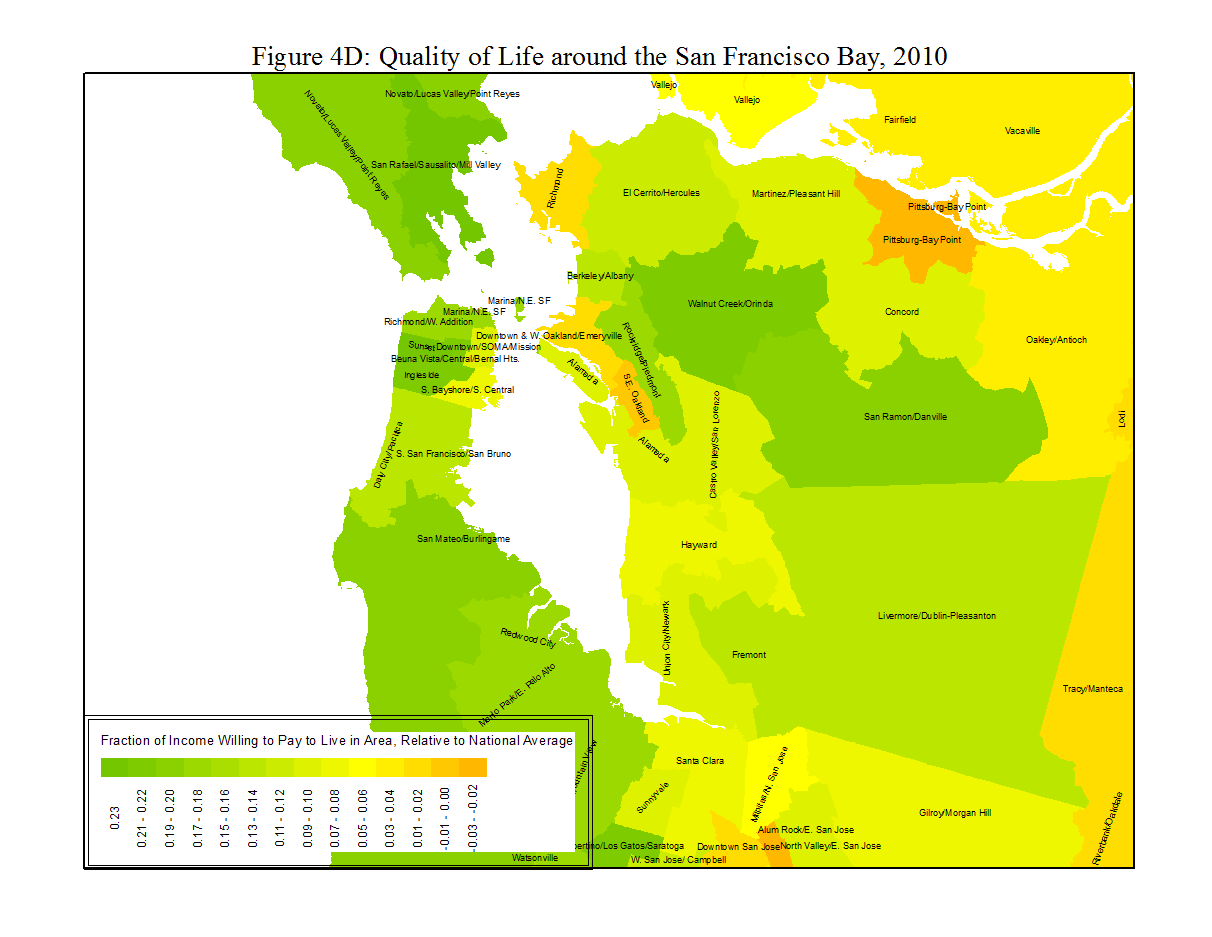 Figure 4D: Quality of Life around the San Francisco Bay, 2010
Vallejo
Novato/Lucas Valley/Point Reyes
Vallejo
Fairfield
Vacaville
Novato/Lucas Valley/Point Reyes
San Rafael/Sausalito/Mill Valley
Richmond
El Cerrito/Hercules
Martinez/Pleasant Hill
Pittsburg-Bay Point
Pittsburg-Bay Point
Berkeley/Albany
Marina/N.E. SF
Marina/N.E. SF
Walnut Creek/Orinda
Concord
Richmond/W. Addition
Downtown & W. Oakland/Emeryville
Rockridge/Piedmont
Oakley/Antioch
Sunset
Downtown/SOMA/Mission
Beuna Vista/Central/Bernal Hts.
Alameda
Ingleside
S. Bayshore/S. Central
S.E. Oakland
San Ramon/Danville
Lodi
Daly City/Pacifica
S. San Francisco/San Bruno
Alameda
Castro Valley/San Lorenzo
San Mateo/Burlingame
Hayward
Livermore/Dublin-Pleasanton
Redwood City
Union City/Newark
Fremont
Menlo Park/E. Palo Alto
Tracy/Manteca
Fraction of Income Willing to Pay to Live in Area, Relative to National Average
0.23
0.21 - 0.22
0.19 - 0.20
0.17 - 0.18
0.15 - 0.16
0.13 - 0.14
0.11 - 0.12
0.09 - 0.10
0.07 - 0.08
0.05 - 0.06
0.03 - 0.04
0.01 - 0.02
-0.01 - 0.00
-0.03 - -0.02
untain View
Santa Clara
Sunnyvale
Milpitas/N. San Jose
Gilroy/Morgan Hill
Riverbank/Oakdale
Alum Rock/E. San Jose
pertino/Los Gatos/Saratoga
Downtown San Jose
North Valley/E. San Jose
Watsonville
W. San Jose/ Campbell